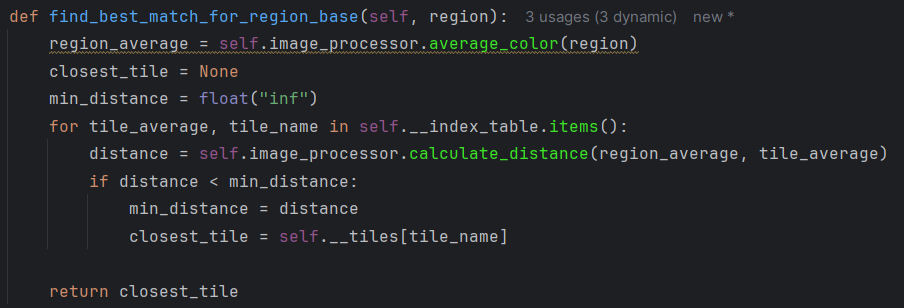 def find_best_match_for_region_base(self, region):  3 usages (3 dynamic)  new *
    region_average = self.image_processor.average_color(region)
    closest_tile = None
    min_distance = float("inf")
    for tile_average, tile_name in self.__index_table.items():
        distance = self.image_processor.calculate_distance(region_average, tile_average)
        if distance < min_distance:
            min_distance = distance
            closest_tile = self.__tiles[tile_name]

    return closest_tile